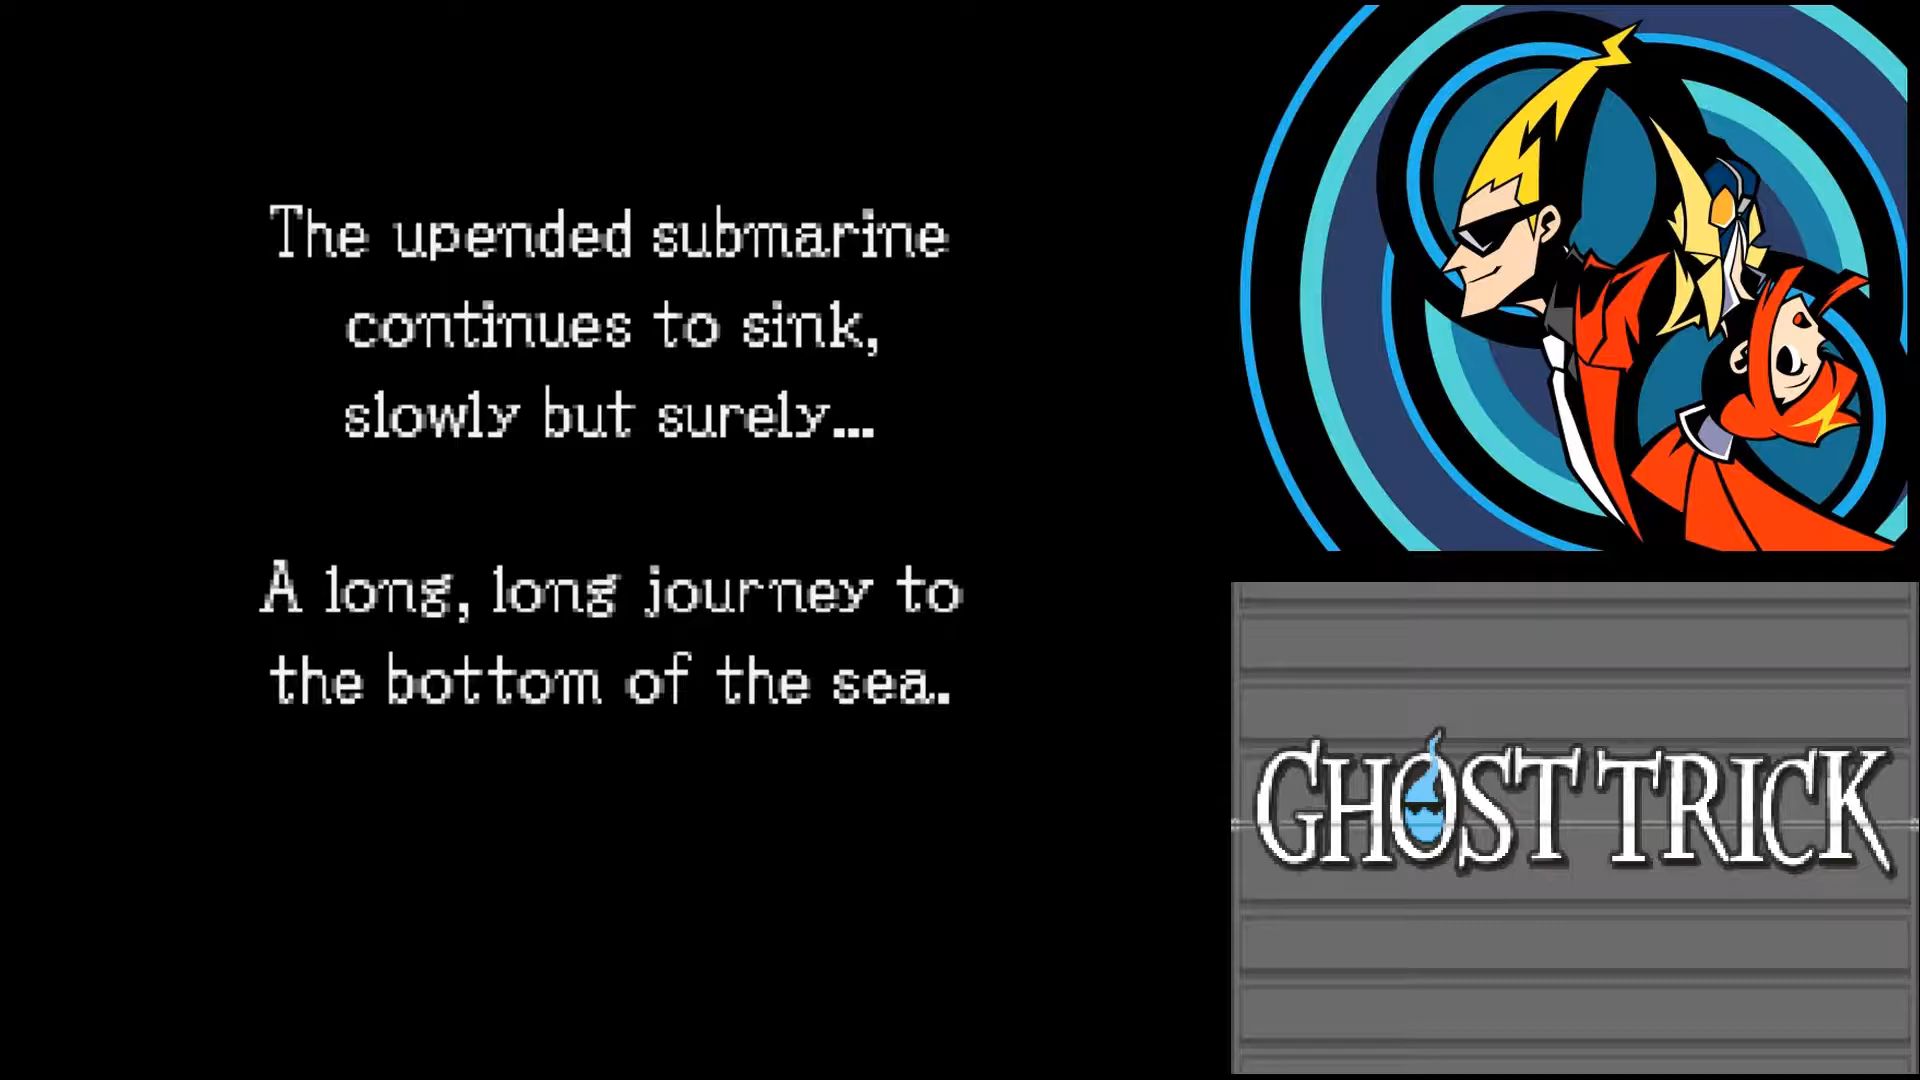 The upended submarine
continues to sink,
slowly but surely...
A long, long journey to
the bottom of the sea.
GHOST TRICK